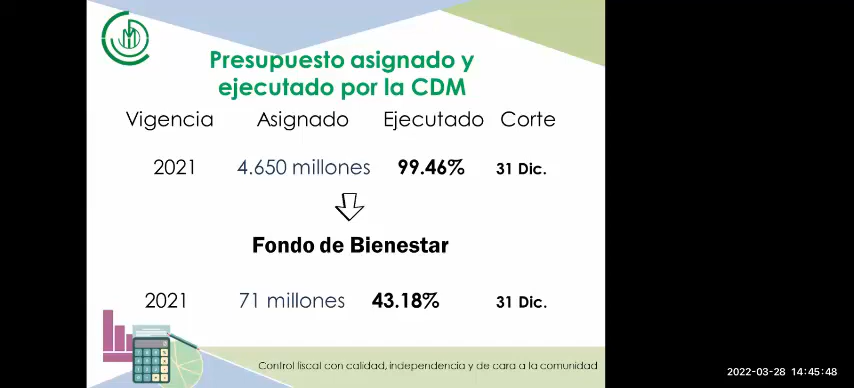 Presupuesto asignado y
ejecutado por la CDM
Vigencia Asignado Ejecutado Corte
2021 4.650 millones 99.46% 31 Dic.
Fondo de Bienestar
2021 71 millones 43.18% 31 Dic.
Control fiscal con calidad, independencia y de cara a la comunidad
2022-03-28 14:45:48